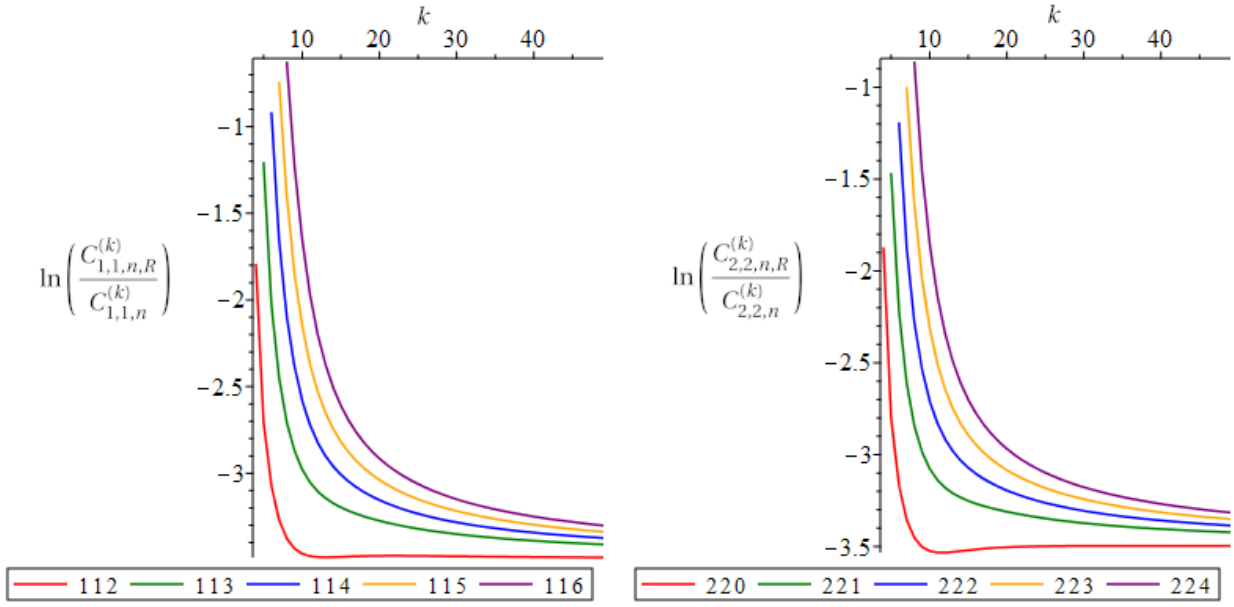 k
10 20 30 40
−1
−1.5
−2
−2.5
−3
ln(C^{(k)}_{1,1,n,R} / C^{(k)}_{1,1,n})
112 113 114 115 116
k
10 20 30 40
−1
−1.5
−2
−2.5
−3
−3.5
ln(C^{(k)}_{2,2,n,R} / C^{(k)}_{2,2,n})
220 221 222 223 224